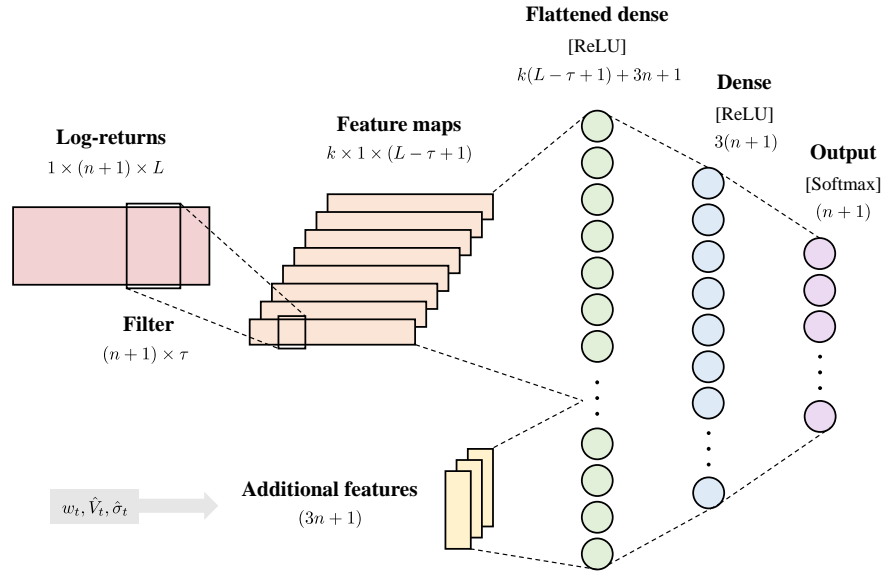 Flattened dense
[ReLU]
k(L − τ + 1) + 3n + 1
Dense
[ReLU]
3(n + 1)
Output
[Softmax]
(n + 1)
Log-returns
1 × (n + 1) × L
Feature maps
k × 1 × (L − τ + 1)
Filter
(n + 1) × τ
Additional features
(3n + 1)
w_t, V̂_t, σ̂_t